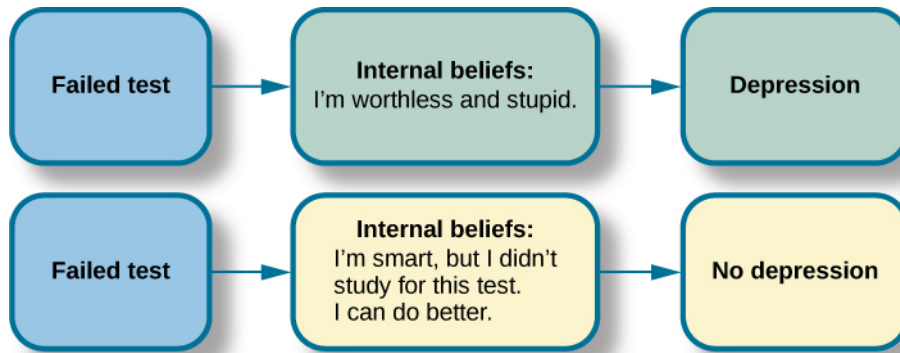 Failed test
Internal beliefs:
I'm worthless and stupid.
Depression
Failed test
Internal beliefs:
I'm smart, but I didn't
study for this test.
I can do better.
No depression